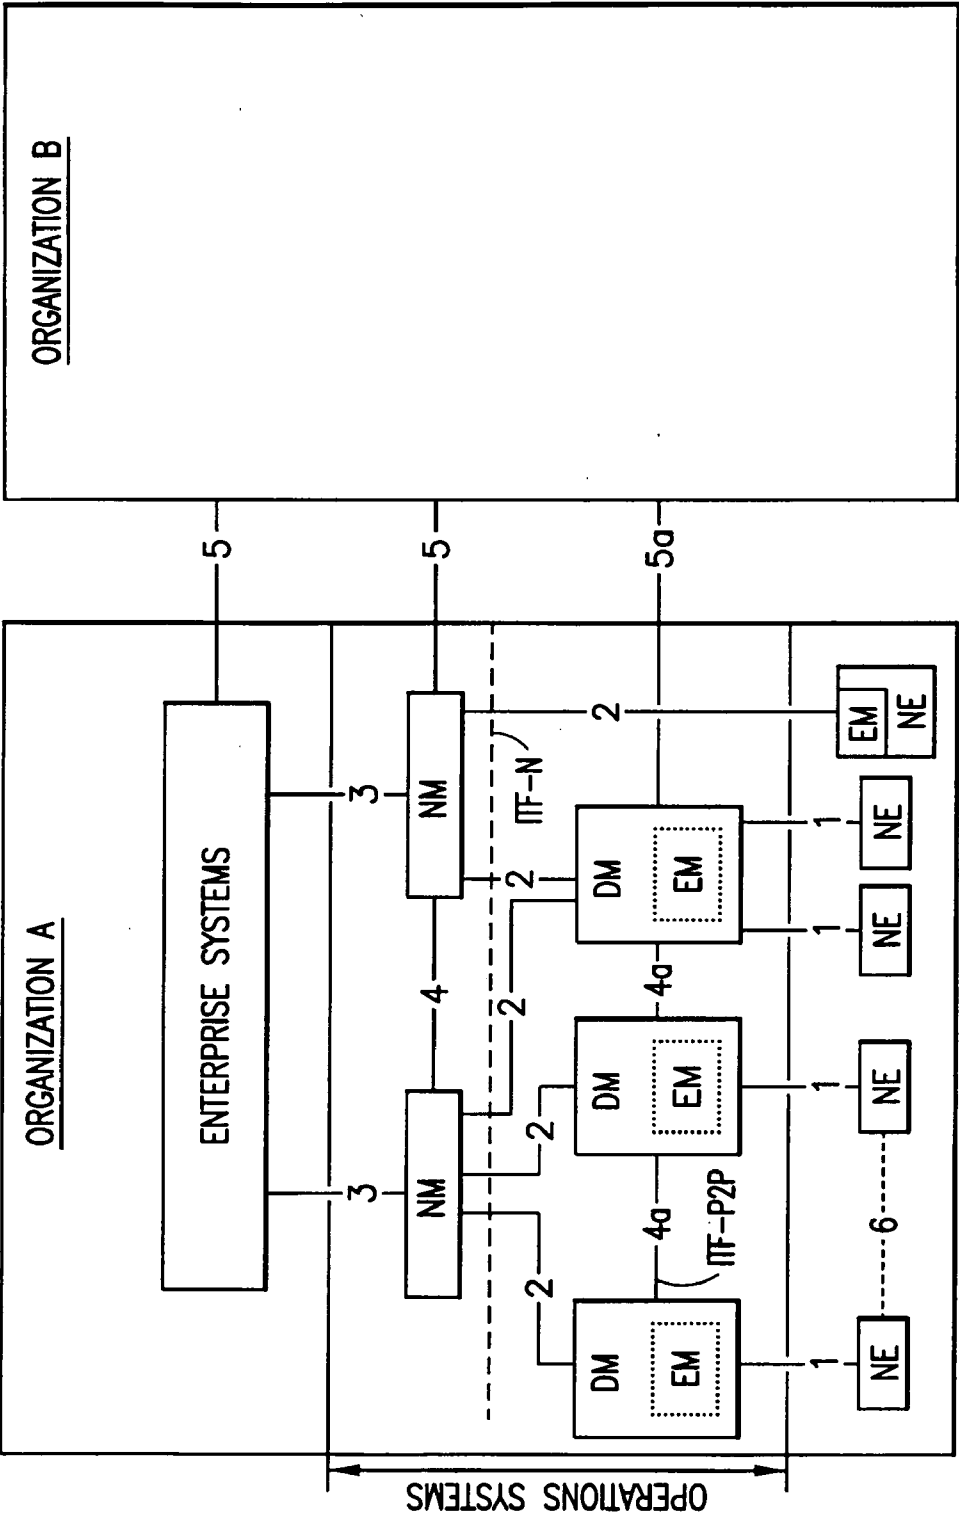 ORGANIZATION A
ORGANIZATION B
ENTERPRISE SYSTEMS
5
3
3
NM
4
NM
5
ITF-N
2
2
2
2
2
DM
EM
4a
DM
EM
4a
DM
EM
5a
ITF-P2P
OPERATIONS SYSTEMS
1
1
1
1
NE
6
NE
NE
NE
EM
NE